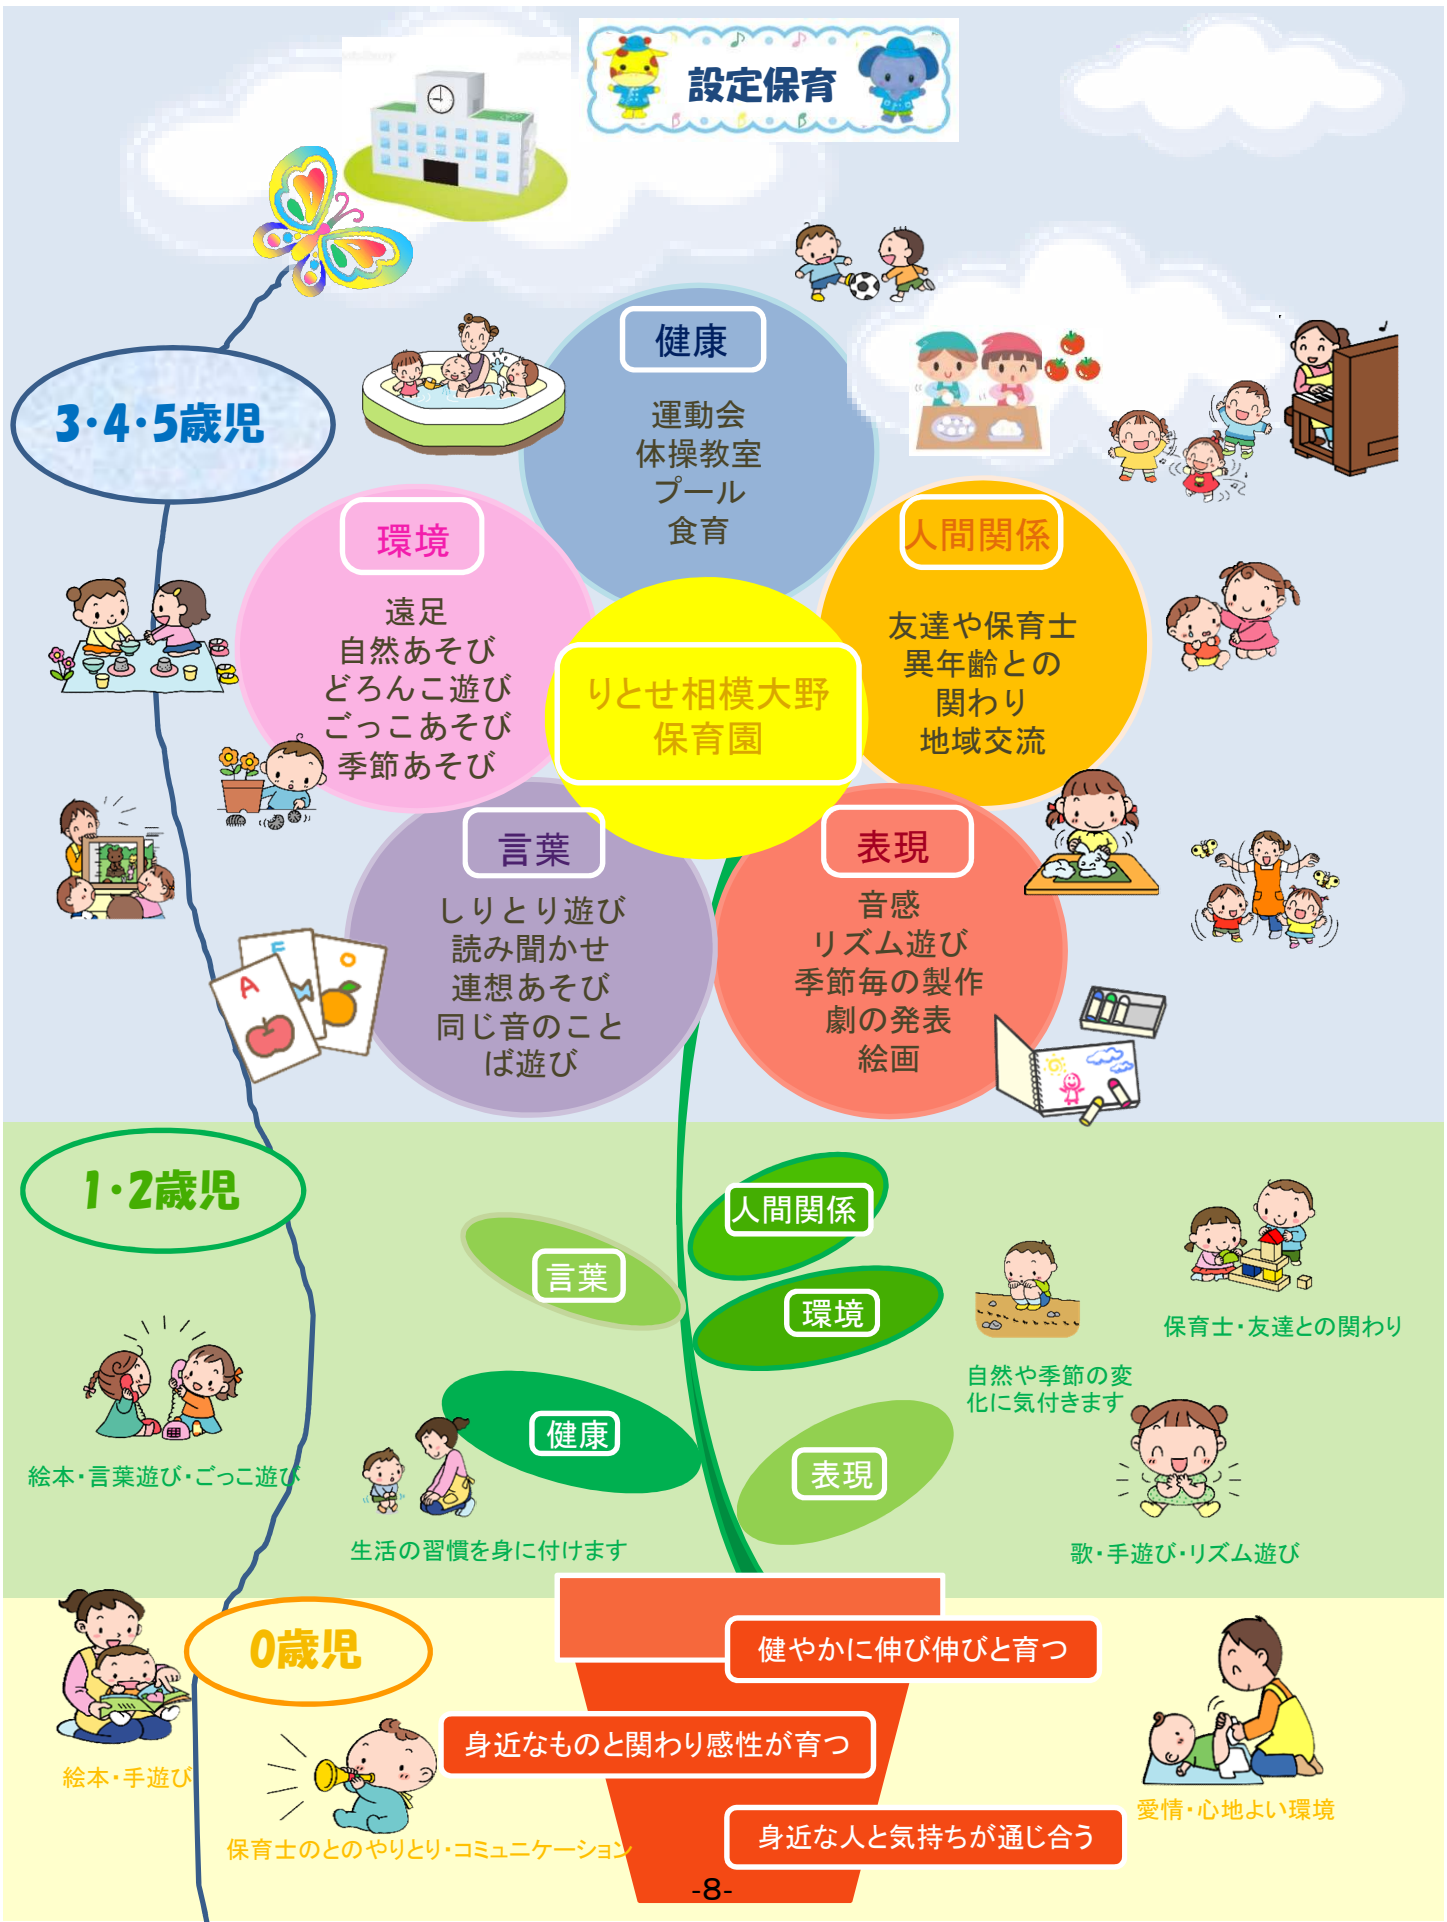 設定保育
3・4・5歳児
健康
運動会
体操教室
プール
食育
環境
遠足
自然あそび
どろんこ遊び
ごっこあそび
季節あそび
人間関係
友達や保育士
異年齢との
関わり
地域交流
りとせ相模大野
保育園
言葉
しりとり遊び
読み聞かせ
連想あそび
同じ音のこと
ば遊び
表現
音感
リズム遊び
季節毎の製作
劇の発表
絵画
A
F
O
1・2歳児
人間関係
言葉
環境
健康
表現
保育士・友達との関わり
自然や季節の変
化に気付きます
絵本・言葉遊び・ごっこ遊び
生活の習慣を身に付けます
歌・手遊び・リズム遊び
0歳児
健やかに伸び伸びと育つ
身近なものと関わり感性が育つ
身近な人と気持ちが通じ合う
絵本・手遊び
保育士のとのやりとり・コミュニケーション
愛情・心地よい環境
-8-